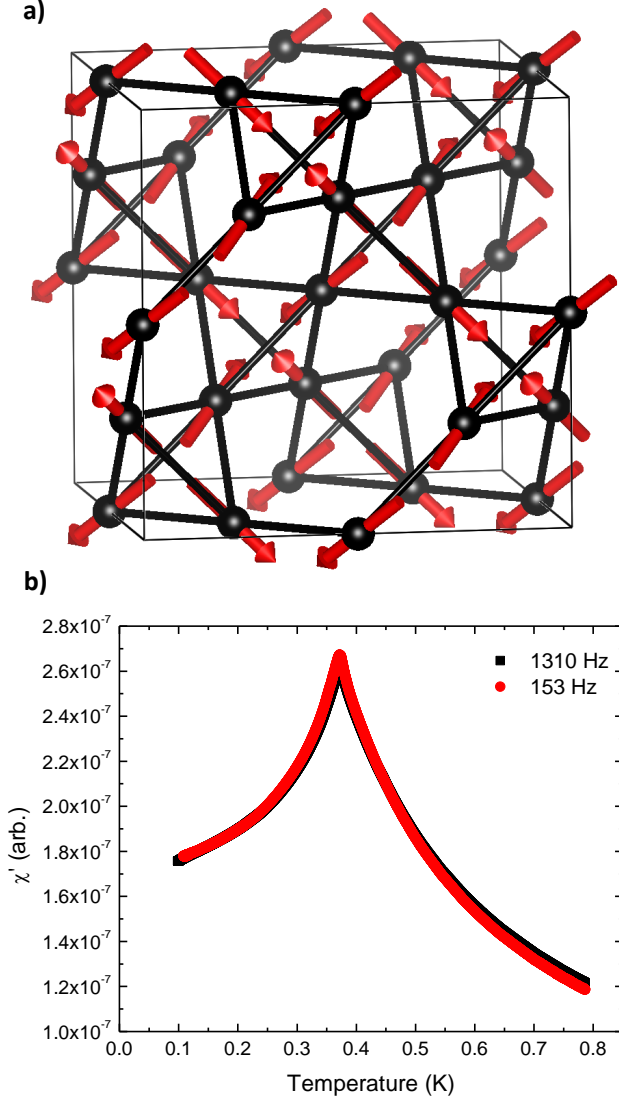 a)
b)
2.8x10⁻⁷
2.6x10⁻⁷
2.4x10⁻⁷
2.2x10⁻⁷
2.0x10⁻⁷
1.8x10⁻⁷
1.6x10⁻⁷
1.4x10⁻⁷
1.2x10⁻⁷
1.0x10⁻⁷
χ' (arb.)
1310 Hz
153 Hz
0.0 0.1 0.2 0.3 0.4 0.5 0.6 0.7 0.8
Temperature (K)